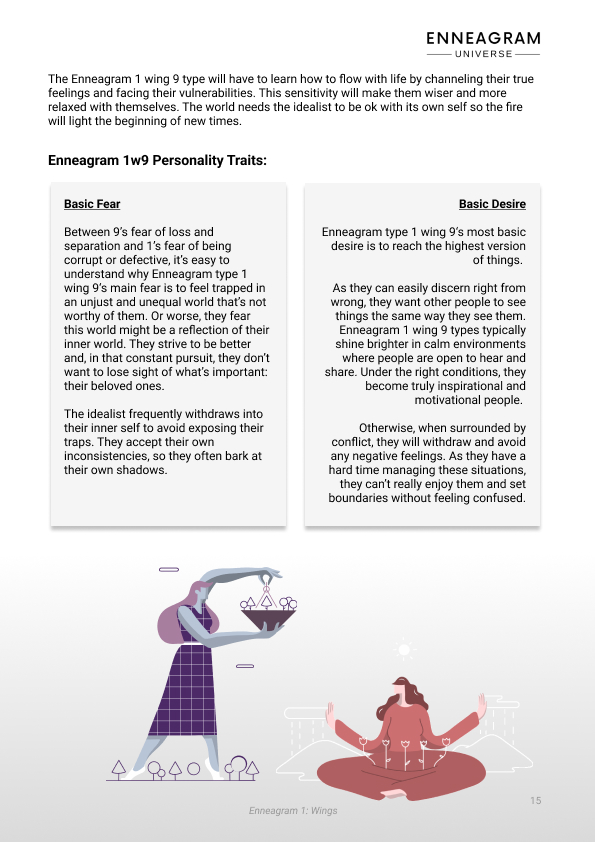 ENNEAGRAM
UNIVERSE
The Enneagram 1 wing 9 type will have to learn how to flow with life by channeling their true
feelings and facing their vulnerabilities. This sensitivity will make them wiser and more
relaxed with themselves. The world needs the idealist to be ok with its own self so the fire
will light the beginning of new times.
Enneagram 1w9 Personality Traits:
Basic Fear
Between 9’s fear of loss and
separation and 1’s fear of being
corrupt or defective, it’s easy to
understand why Enneagram type 1
wing 9’s main fear is to feel trapped in
an unjust and unequal world that’s not
worthy of them. Or worse, they fear
this world might be a reflection of their
inner world. They strive to be better
and, in that constant pursuit, they don’t
want to lose sight of what’s important:
their beloved ones.
The idealist frequently withdraws into
their inner self to avoid exposing their
traps. They accept their own
inconsistencies, so they often bark at
their own shadows.
Basic Desire
Enneagram type 1 wing 9’s most basic
desire is to reach the highest version
of things.
As they can easily discern right from
wrong, they want other people to see
things the same way they see them.
Enneagram 1 wing 9 types typically
shine brighter in calm environments
where people are open to hear and
share. Under the right conditions, they
become truly inspirational and
motivational people.
Otherwise, when surrounded by
conflict, they will withdraw and avoid
any negative feelings. As they have a
hard time managing these situations,
they can’t really enjoy them and set
boundaries without feeling confused.
15
Enneagram 1: Wings